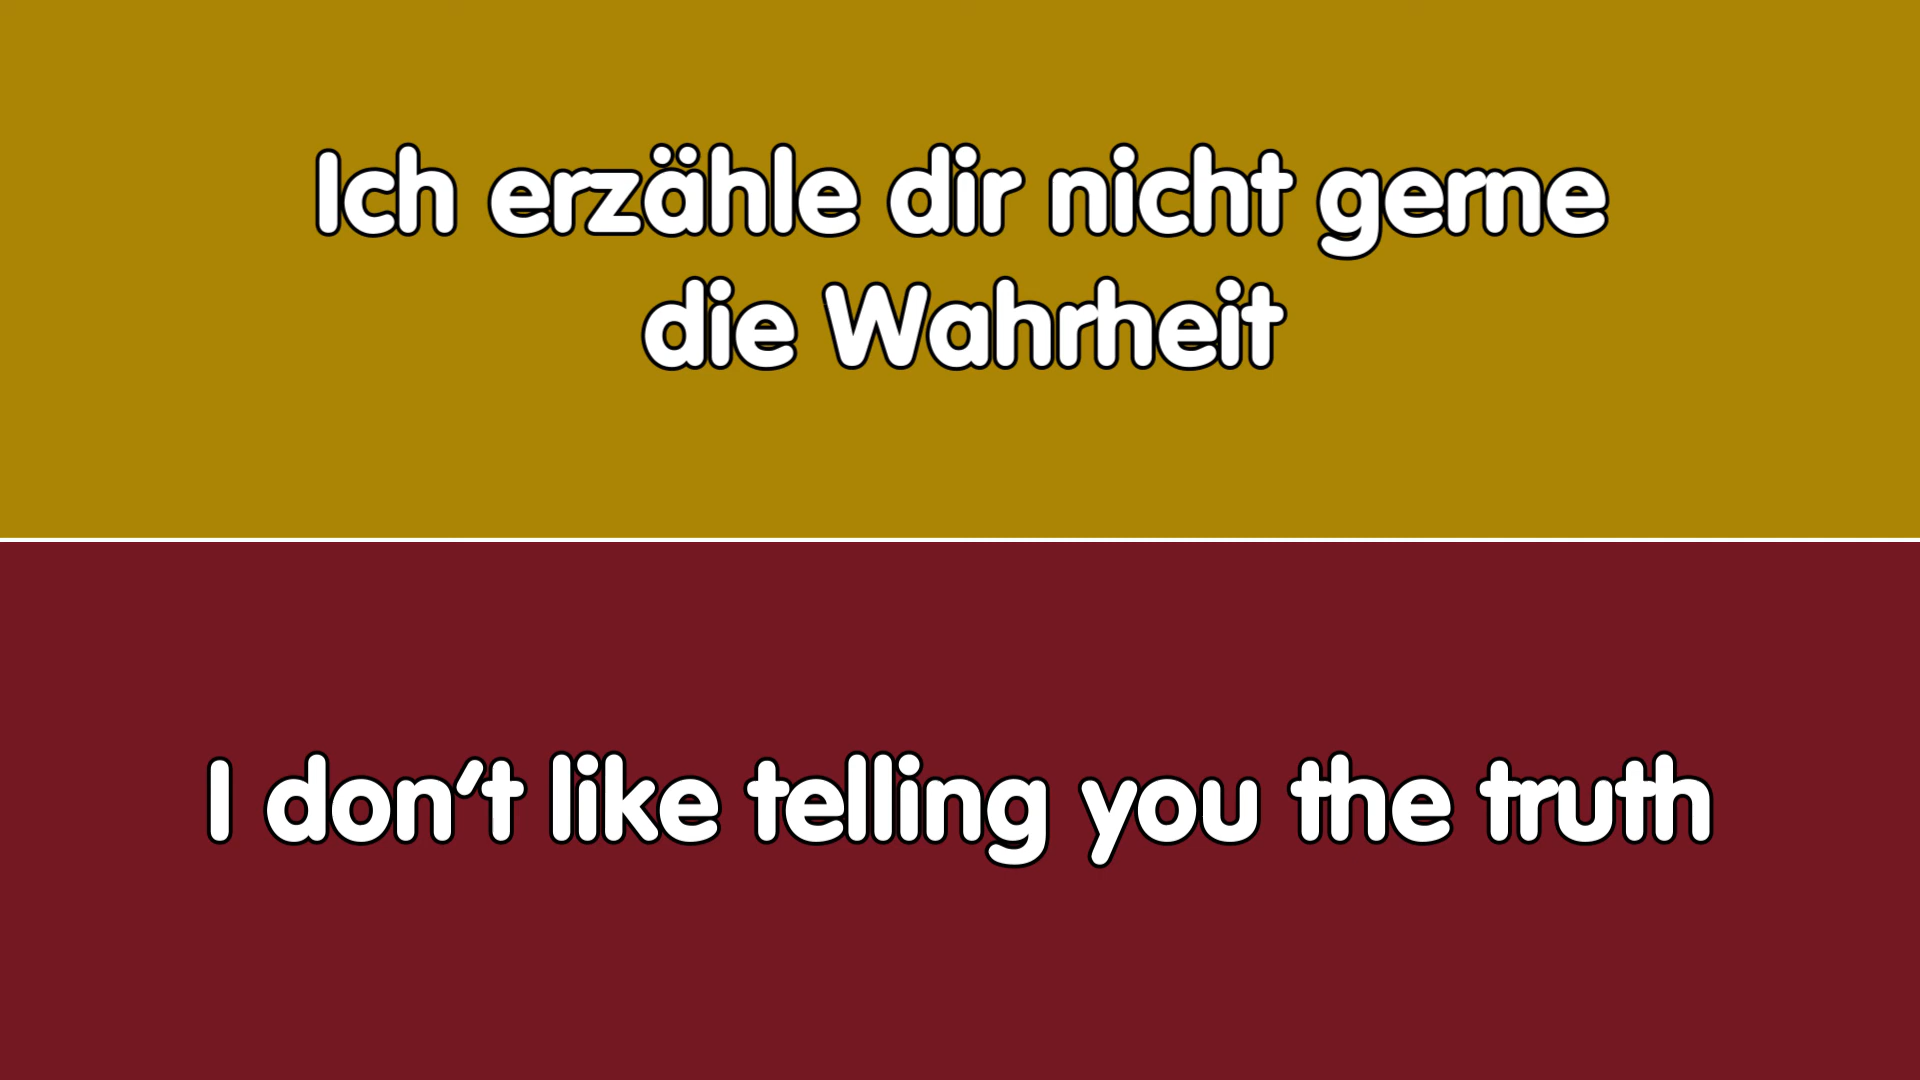 Ich erzähle dir nicht gerne
die Wahrheit
I don't like telling you the truth